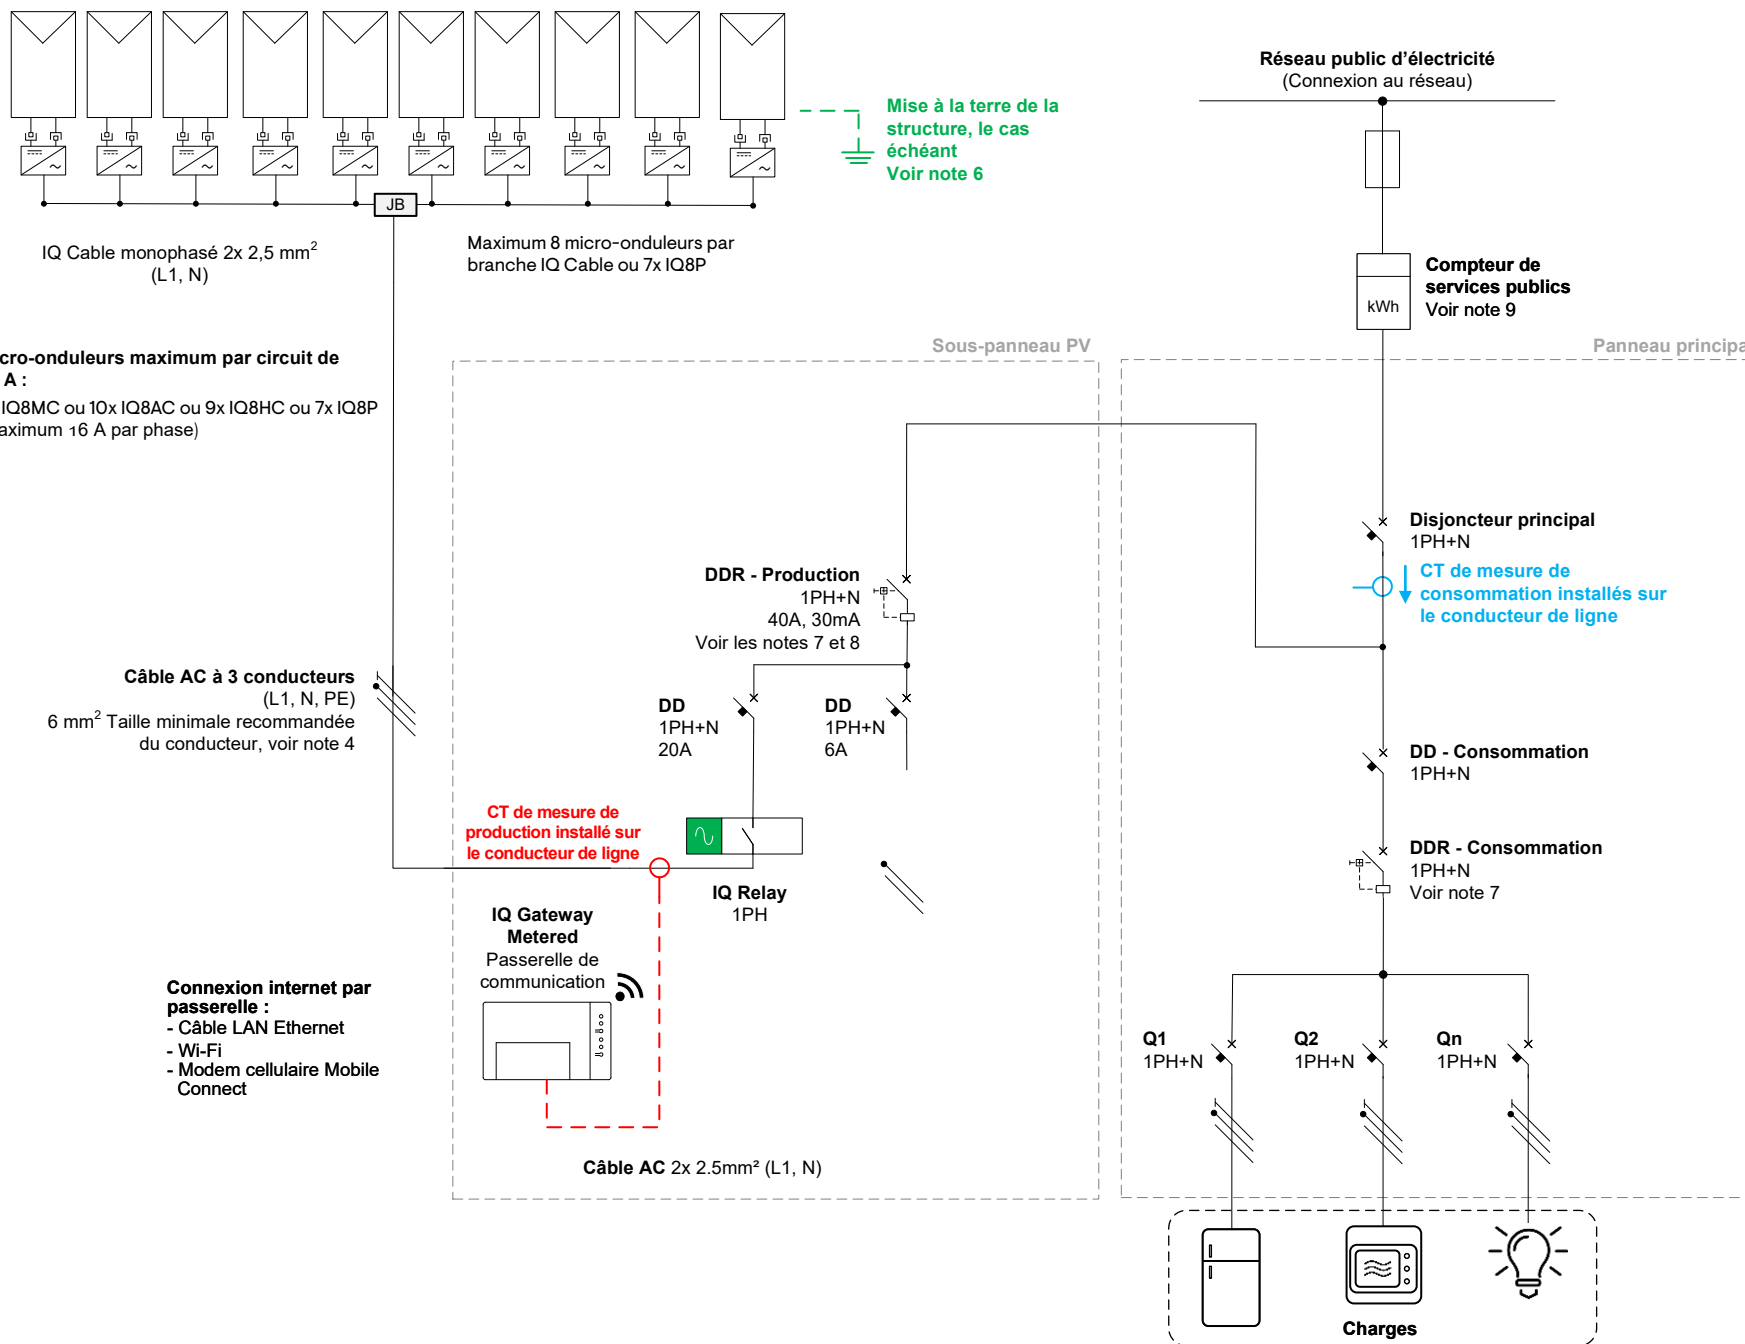 Réseau public d'électricité
(Connexion au réseau)
Mise à la terre de la
structure, le cas
échéant
Voir note 6
JB
IQ Cable monophasé 2x 2,5 mm²
(L1, N)
Maximum 8 micro-onduleurs par
branche IQ Cable ou 7x IQ8P
kWh
Compteur de
services publics
Voir note 9
cro-onduleurs maximum par circuit de
A :
IQ8MC ou 10x IQ8AC ou 9x IQ8HC ou 7x IQ8P
aximum 16 A par phase)
Sous-panneau PV
Panneau principa
Disjoncteur principal
1PH+N
CT de mesure de
consommation installés sur
le conducteur de ligne
DDR - Production
1PH+N
40A, 30mA
Voir les notes 7 et 8
Câble AC à 3 conducteurs
(L1, N, PE)
6 mm² Taille minimale recommandée
du conducteur, voir note 4
DD
1PH+N
20A
DD
1PH+N
6A
DD - Consommation
1PH+N
CT de mesure de
production installé sur
le conducteur de ligne
IQ Relay
1PH
DDR - Consommation
1PH+N
Voir note 7
IQ Gateway
Metered
Passerelle de
communication
Connexion internet par
passerelle :
- Câble LAN Ethernet
- Wi-Fi
- Modem cellulaire Mobile
Connect
Q1
1PH+N
Q2
1PH+N
Qn
1PH+N
Câble AC 2x 2.5mm² (L1, N)
Charges